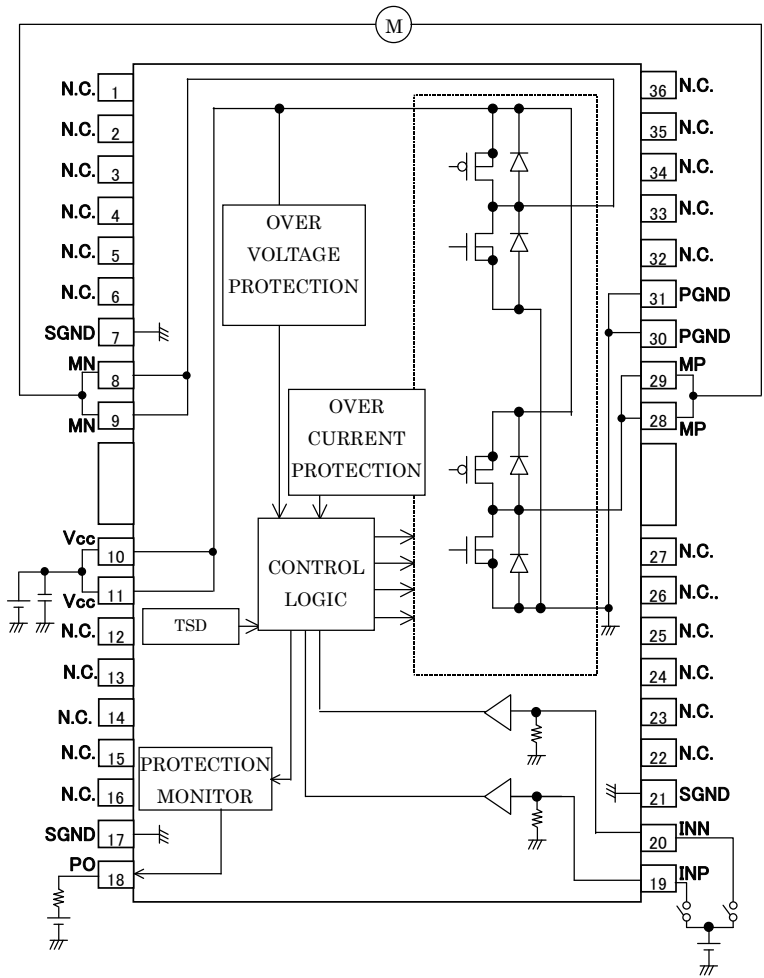 M
N.C. 1
N.C. 2
N.C. 3
N.C. 4
N.C. 5
N.C. 6
SGND 7
MN
8
9
MN
Vcc
10
11
Vcc
N.C. 12
N.C. 13
N.C. 14
N.C. 15
N.C. 16
SGND 17
PO
18
OVER
VOLTAGE
PROTECTION
OVER
CURRENT
PROTECTION
CONTROL
LOGIC
TSD
PROTECTION
MONITOR
36 N.C.
35 N.C.
34 N.C.
33 N.C.
32 N.C.
31 PGND
30 PGND
MP
29
28
MP
27 N.C.
26 N.C..
25 N.C.
24 N.C.
23 N.C.
22 N.C.
21 SGND
INN
20
INP
19